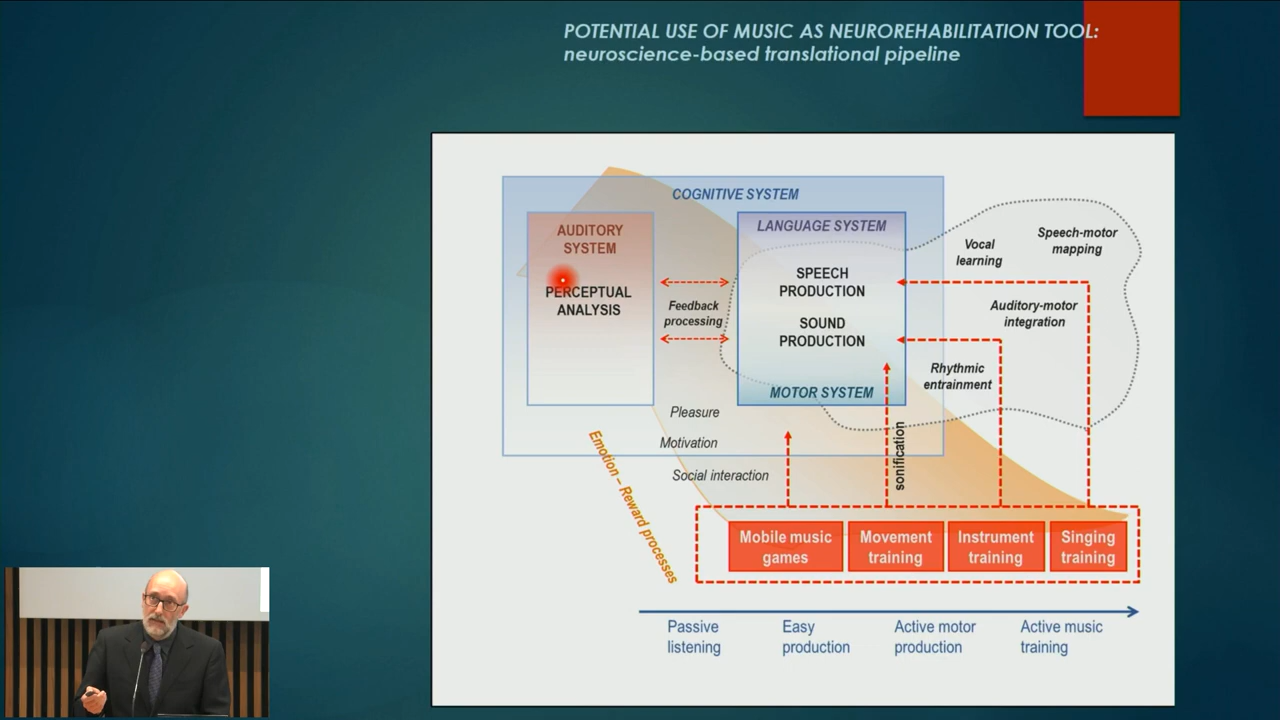 POTENTIAL USE OF MUSIC AS NEUROREHABILITATION TOOL:
neuroscience-based translational pipeline
COGNITIVE SYSTEM
AUDITORY
SYSTEM
PERCEPTUAL
ANALYSIS
Feedback
processing
LANGUAGE SYSTEM
SPEECH
PRODUCTION
SOUND
PRODUCTION
MOTOR SYSTEM
Vocal
learning
Speech-motor
mapping
Auditory-motor
integration
Rhythmic
entrainment
Pleasure
Motivation
Social interaction
sonification
Emotion – Reward processes
Mobile music
games
Movement
training
Instrument
training
Singing
training
Passive
listening
Easy
production
Active motor
production
Active music
training